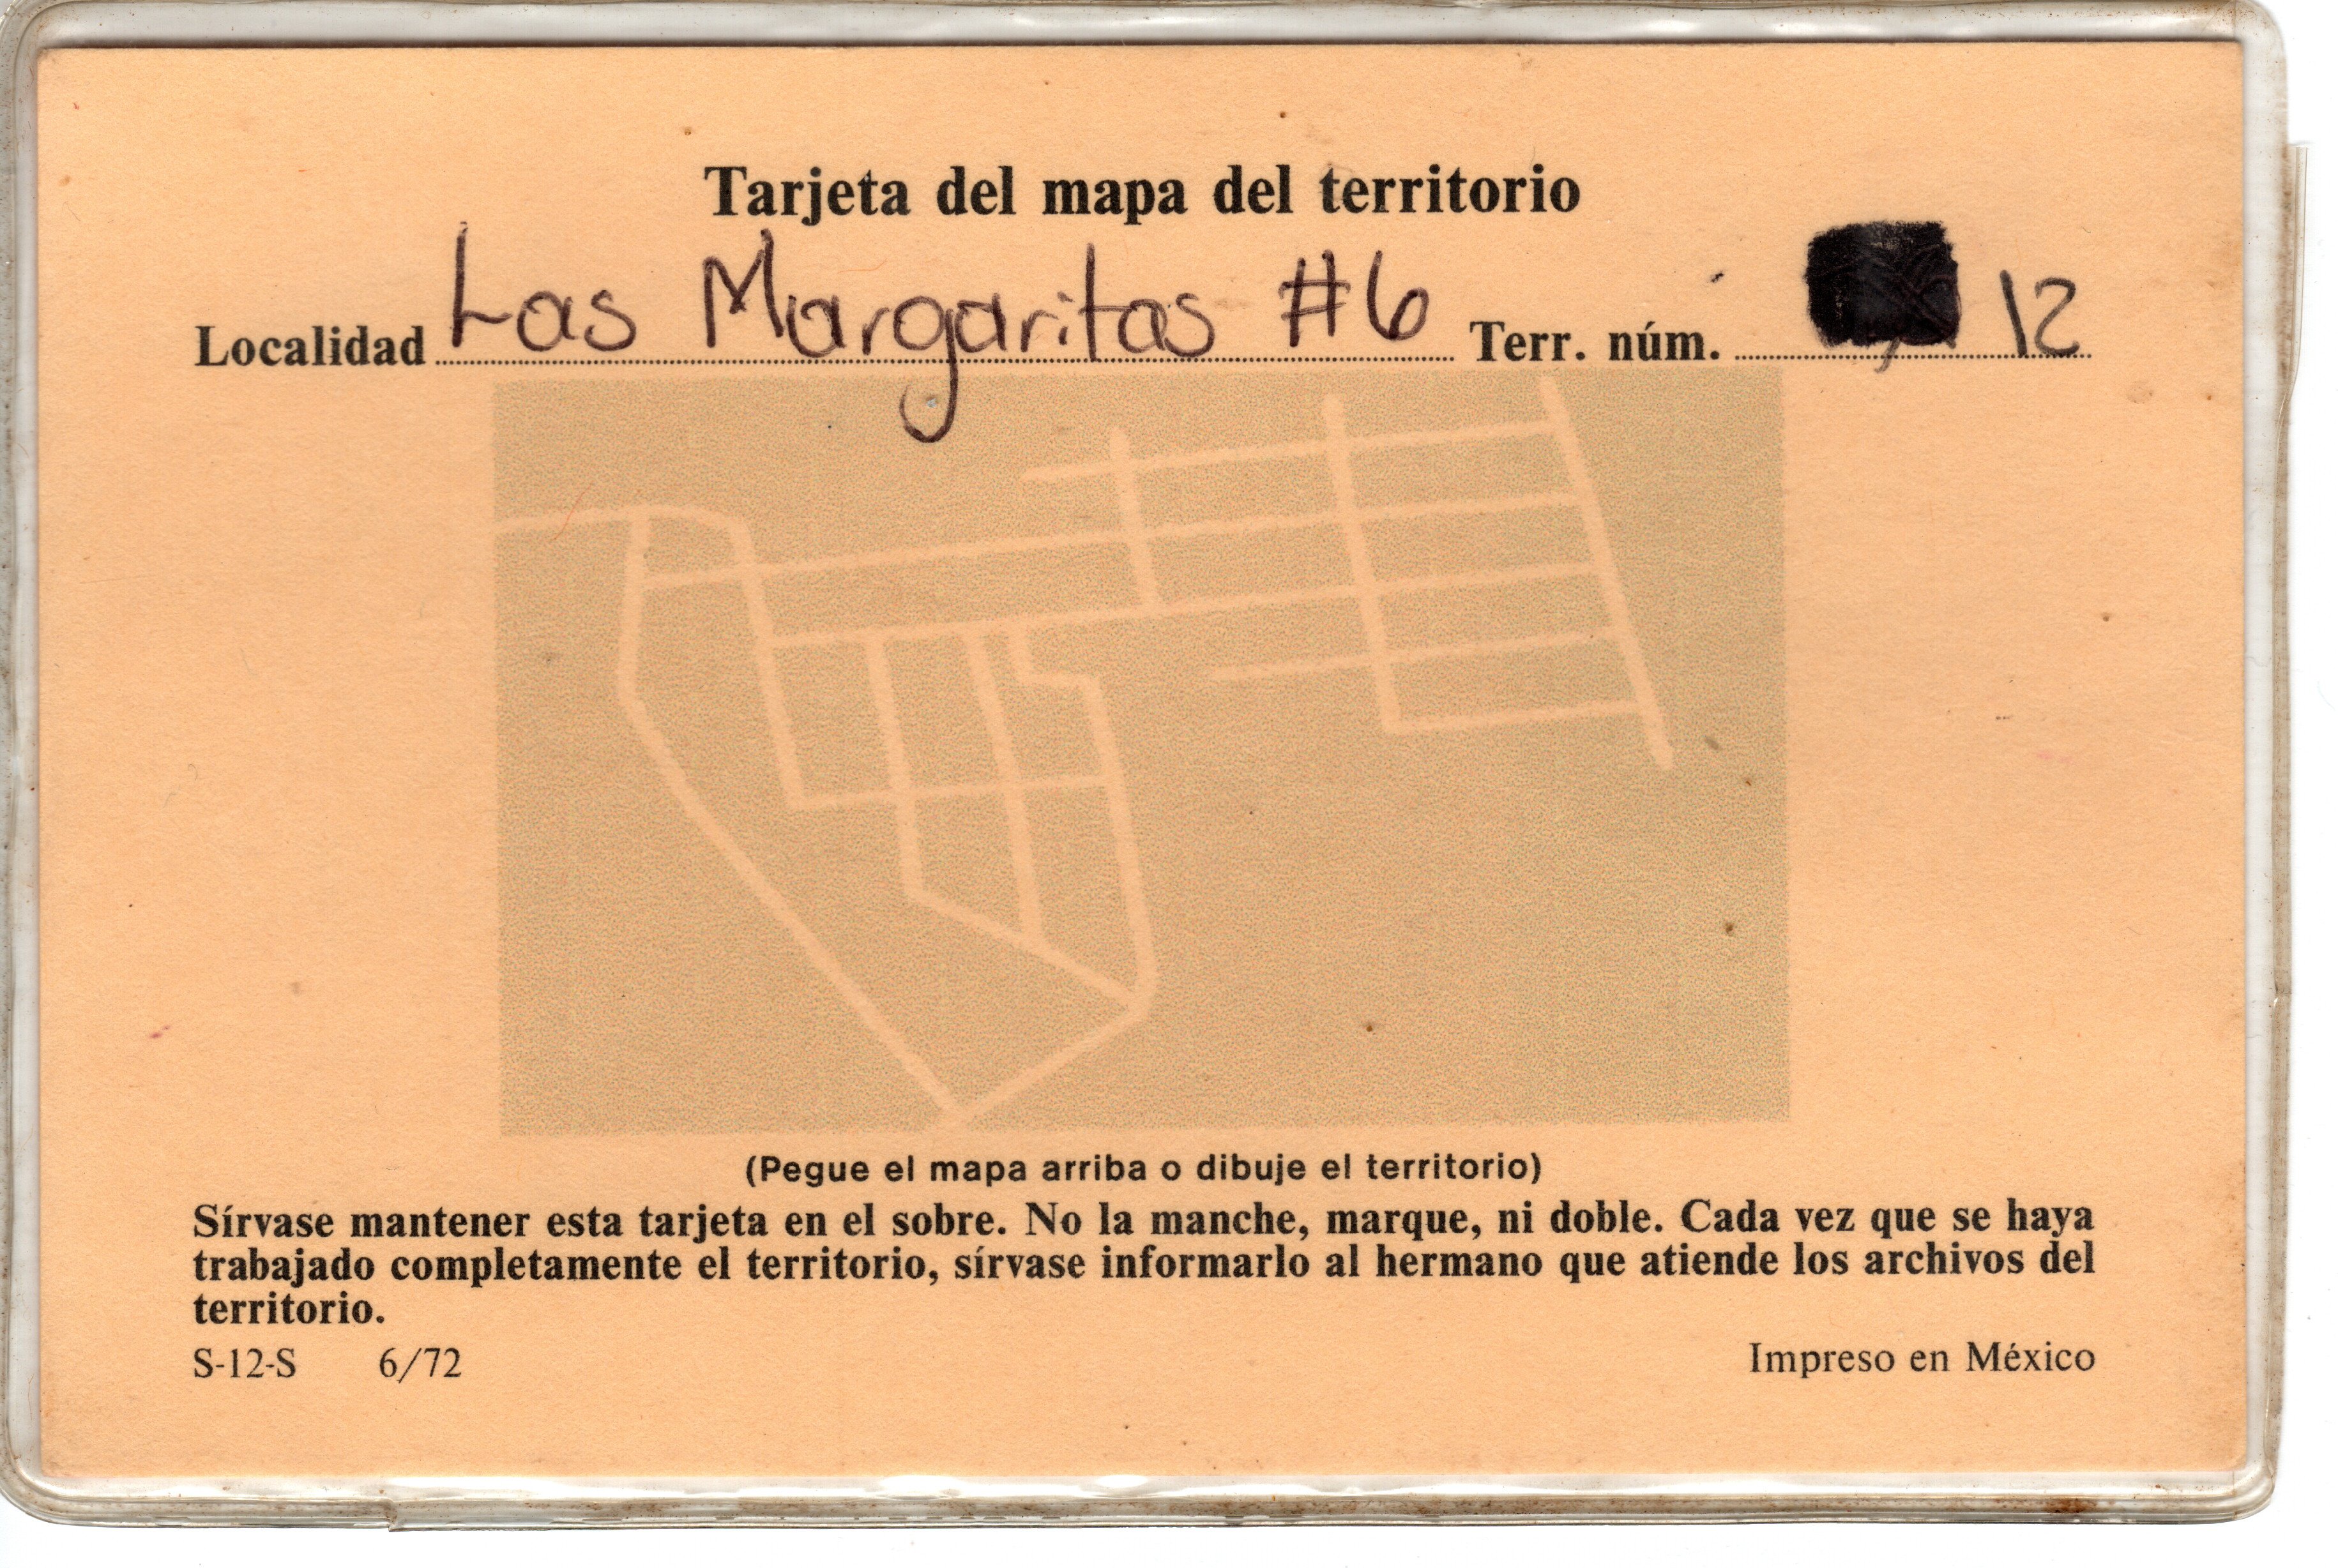 Tarjeta del mapa del territorio
Localidad Las Margaritas #6 Terr. núm. 12
(Pegue el mapa arriba o dibuje el territorio)
Sírvase mantener esta tarjeta en el sobre. No la manche, marque, ni doble. Cada vez que se haya
trabajado completamente el territorio, sírvase informarlo al hermano que atiende los archivos del
territorio.
S-12-S 6/72 Impreso en México